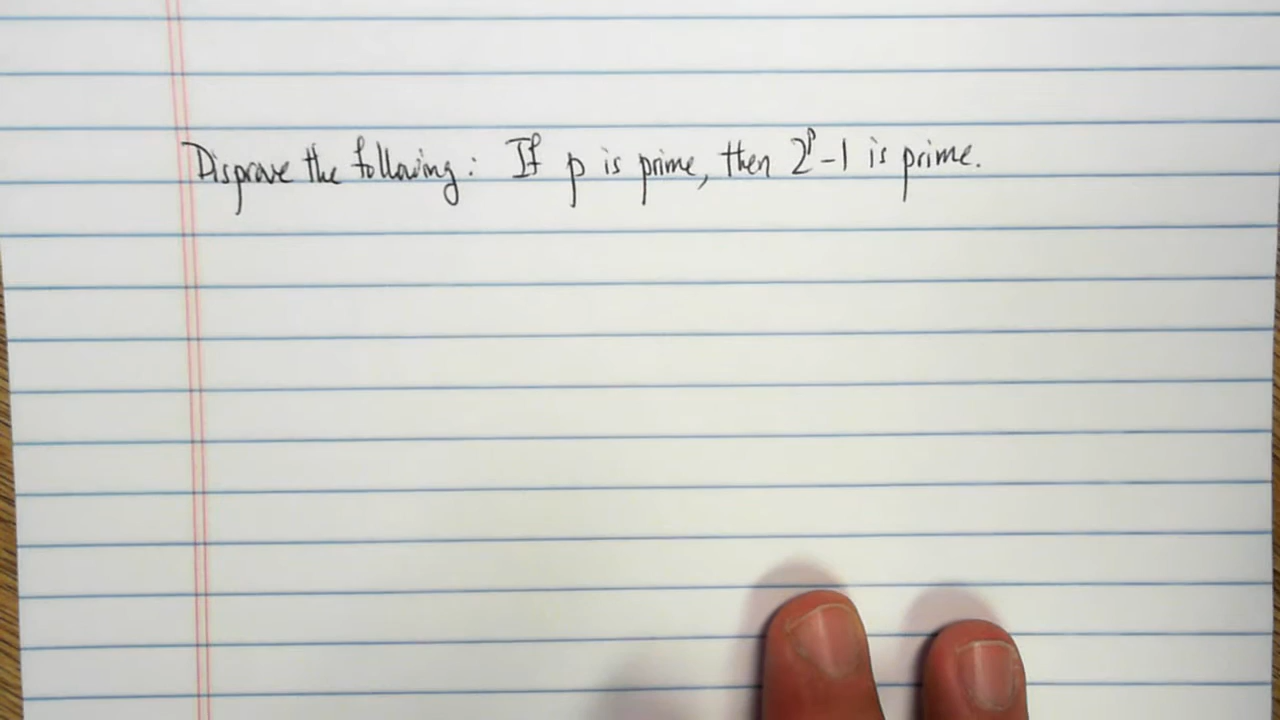 Disprove the following: If p is prime, then 2^p-1 is prime.